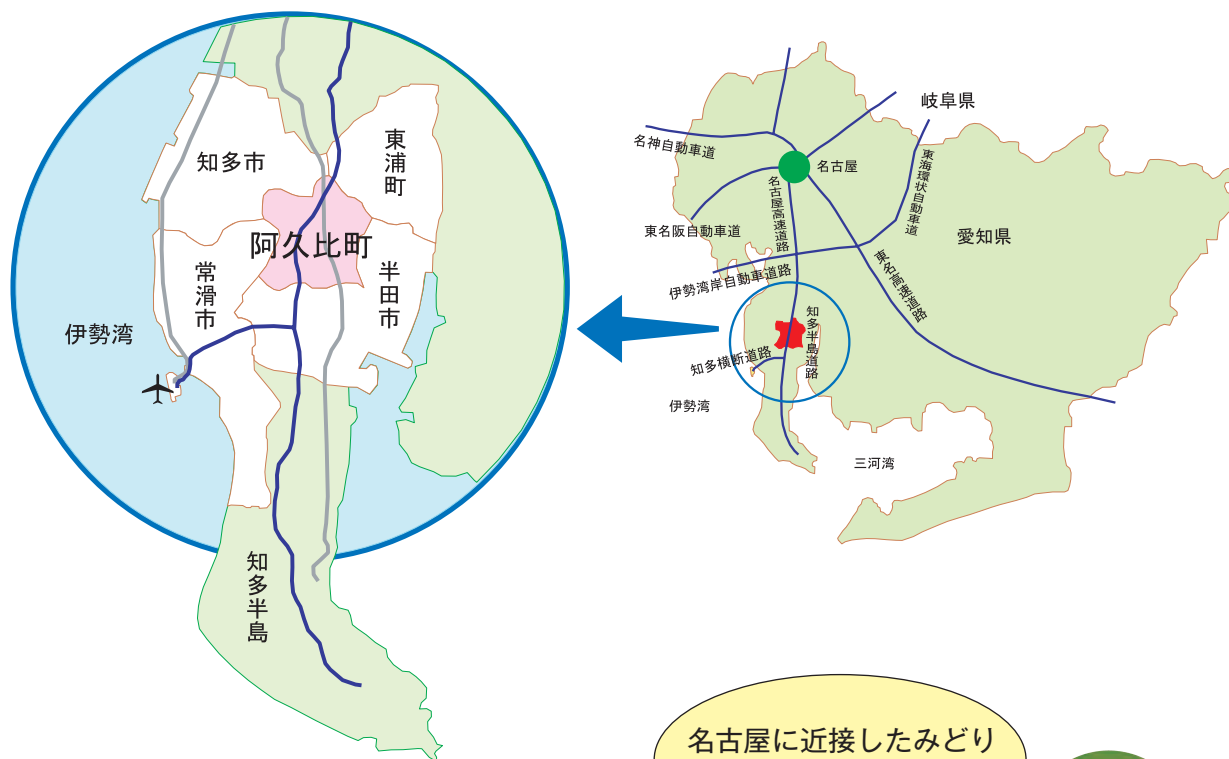 知多市
東浦町
阿久比町
常滑市
半田市
伊勢湾
知多半島
岐阜県
名神自動車道
名古屋
東海環状自動車道
名古屋高速道路
東名阪自動車道
愛知県
伊勢湾岸自動車道路
東名高速道路
知多半島道路
知多横断道路
伊勢湾
三河湾
名古屋に近接したみどり